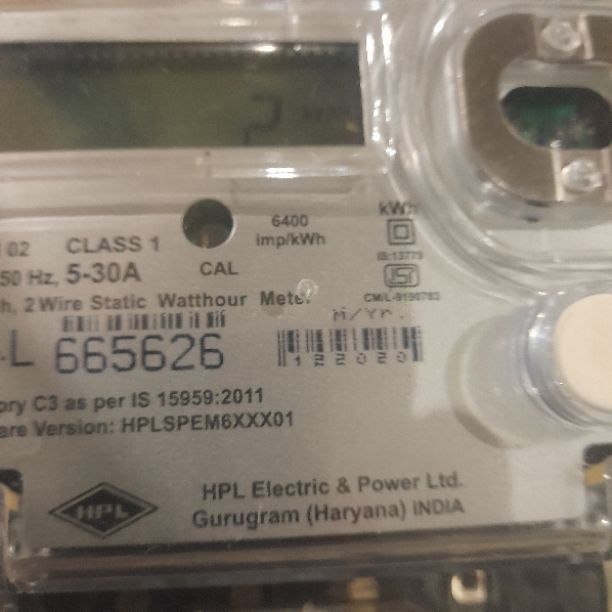 2
6400
imp/kWh
kWh
02 CLASS 1
50 Hz, 5-30A
CAL
IS:13779
h, 2 Wire Static Watthour Meter
CM/L-9190783
M/Yr.
L 665626
122020
ory C3 as per IS 15959:2011
are Version: HPLSPEM6XXX01
HPL
HPL Electric & Power Ltd.
Gurugram (Haryana) INDIA